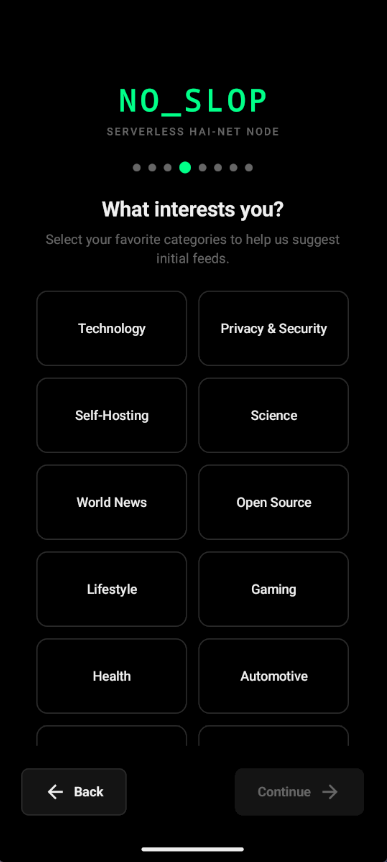 NO_SLOP
SERVERLESS HAI-NET NODE
What interests you?
Select your favorite categories to help us suggest
initial feeds.
Technology
Privacy & Security
Self-Hosting
Science
World News
Open Source
Lifestyle
Gaming
Health
Automotive
Back
Continue